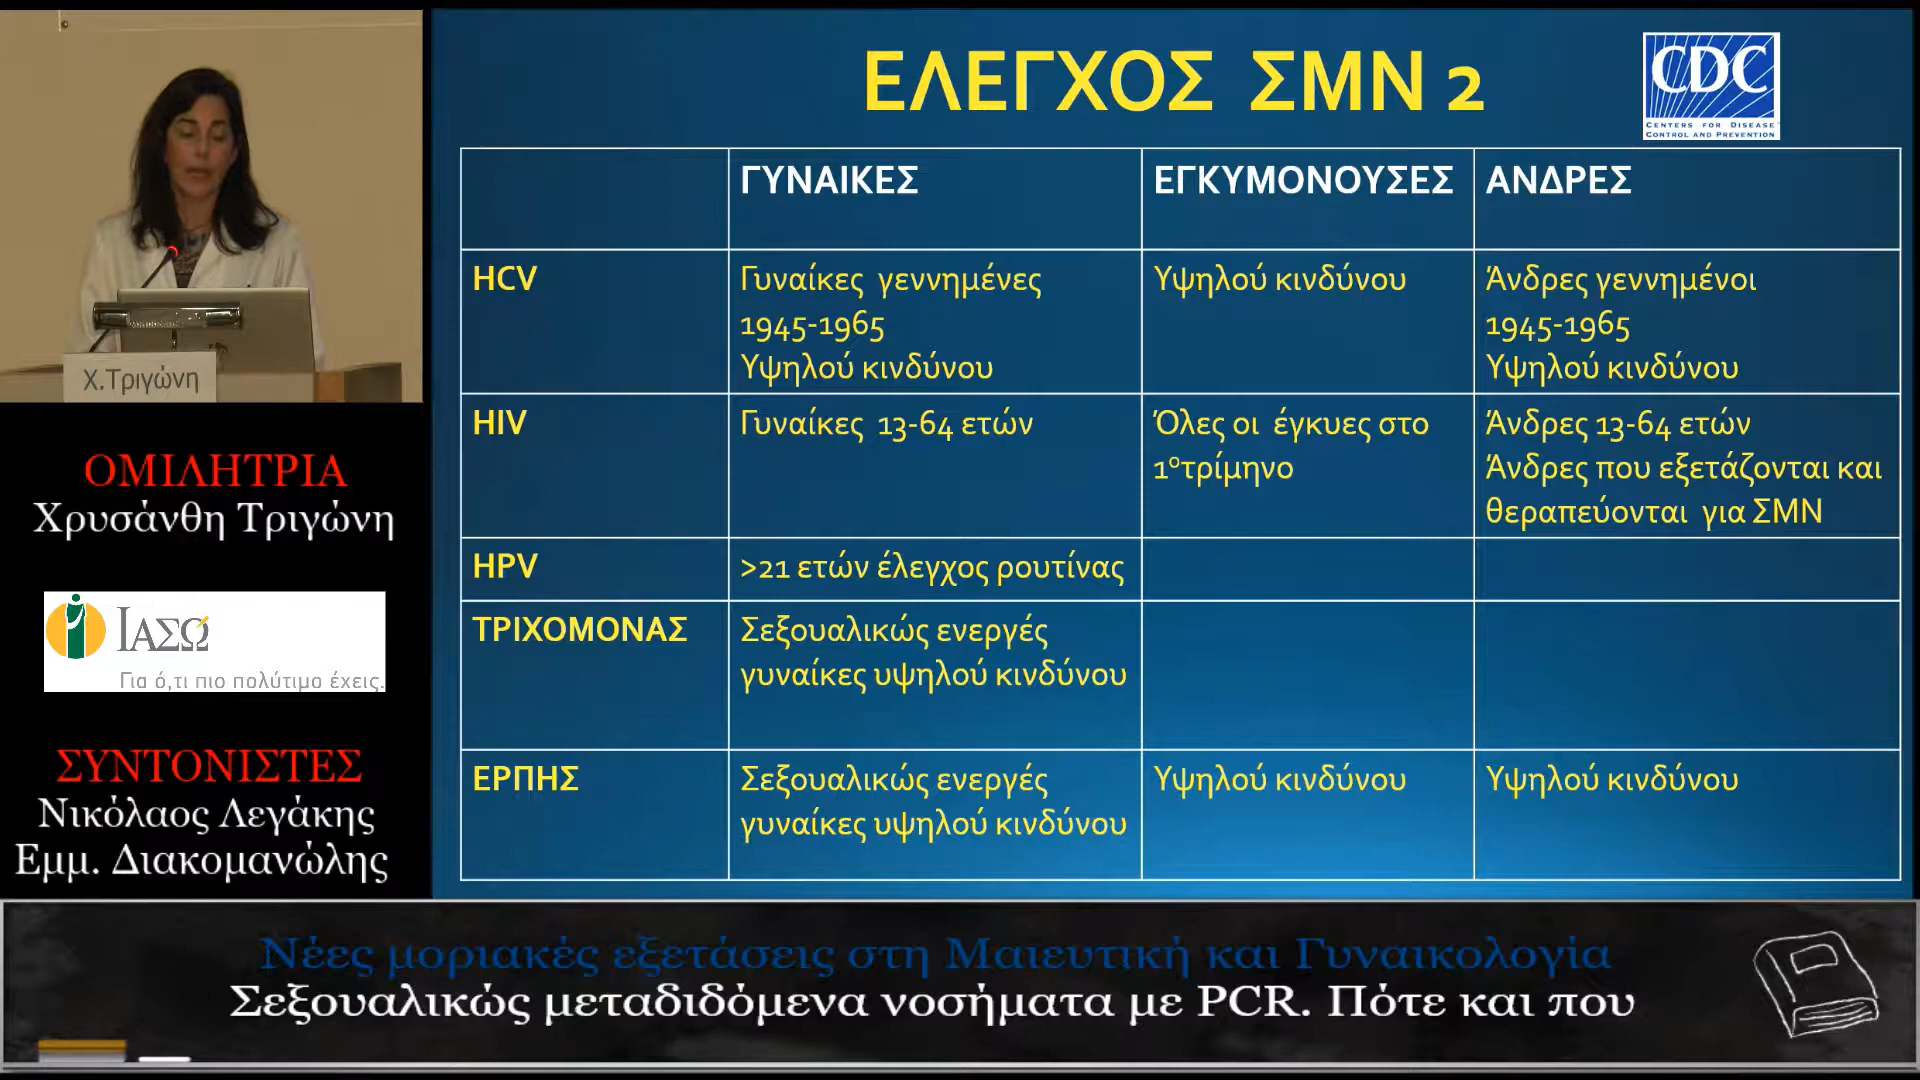 ΕΛΕΓΧΟΣ ΣΜΝ 2
CDC
CENTERS FOR DISEASE
CONTROL AND PREVENTION
ΓΥΝΑΙΚΕΣ
ΕΓΚΥΜΟΝΟΥΣΕΣ
ΑΝΔΡΕΣ
HCV
Γυναίκες γεννημένες
1945-1965
Υψηλού κινδύνου
Υψηλού κινδύνου
Άνδρες γεννημένοι
1945-1965
Υψηλού κινδύνου
HIV
Γυναίκες 13-64 ετών
Όλες οι έγκυες στο
1οτρίμηνο
Άνδρες 13-64 ετών
Άνδρες που εξετάζονται και
θεραπεύονται για ΣΜΝ
HPV
>21 ετών έλεγχος ρουτίνας
ΤΡΙΧΟΜΟΝΑΣ
Σεξουαλικώς ενεργές
γυναίκες υψηλού κινδύνου
ΕΡΠΗΣ
Σεξουαλικώς ενεργές
γυναίκες υψηλού κινδύνου
Υψηλού κινδύνου
Υψηλού κινδύνου
Χ.Τριγώνη
ΟΜΙΛΗΤΡΙΑ
Χρυσάνθη Τριγώνη
ΙΑΣΩ
Για ό,τι πιο πολύτιμο έχεις.
ΣΥΝΤΟΝΙΣΤΕΣ
Νικόλαος Λεγάκης
Εμμ. Διακομανώλης
Νέες μοριακές εξετάσεις στη Μαιευτική και Γυναικολογία
Σεξουαλικώς μεταδιδόμενα νοσήματα με PCR. Πότε και που